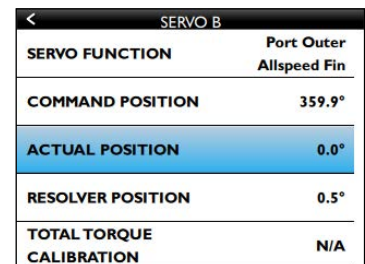 < SERVO B
SERVO FUNCTION Port Outer
Allspeed Fin
COMMAND POSITION 359.9°
ACTUAL POSITION 0.0°
RESOLVER POSITION 0.5°
TOTAL TORQUE
CALIBRATION N/A